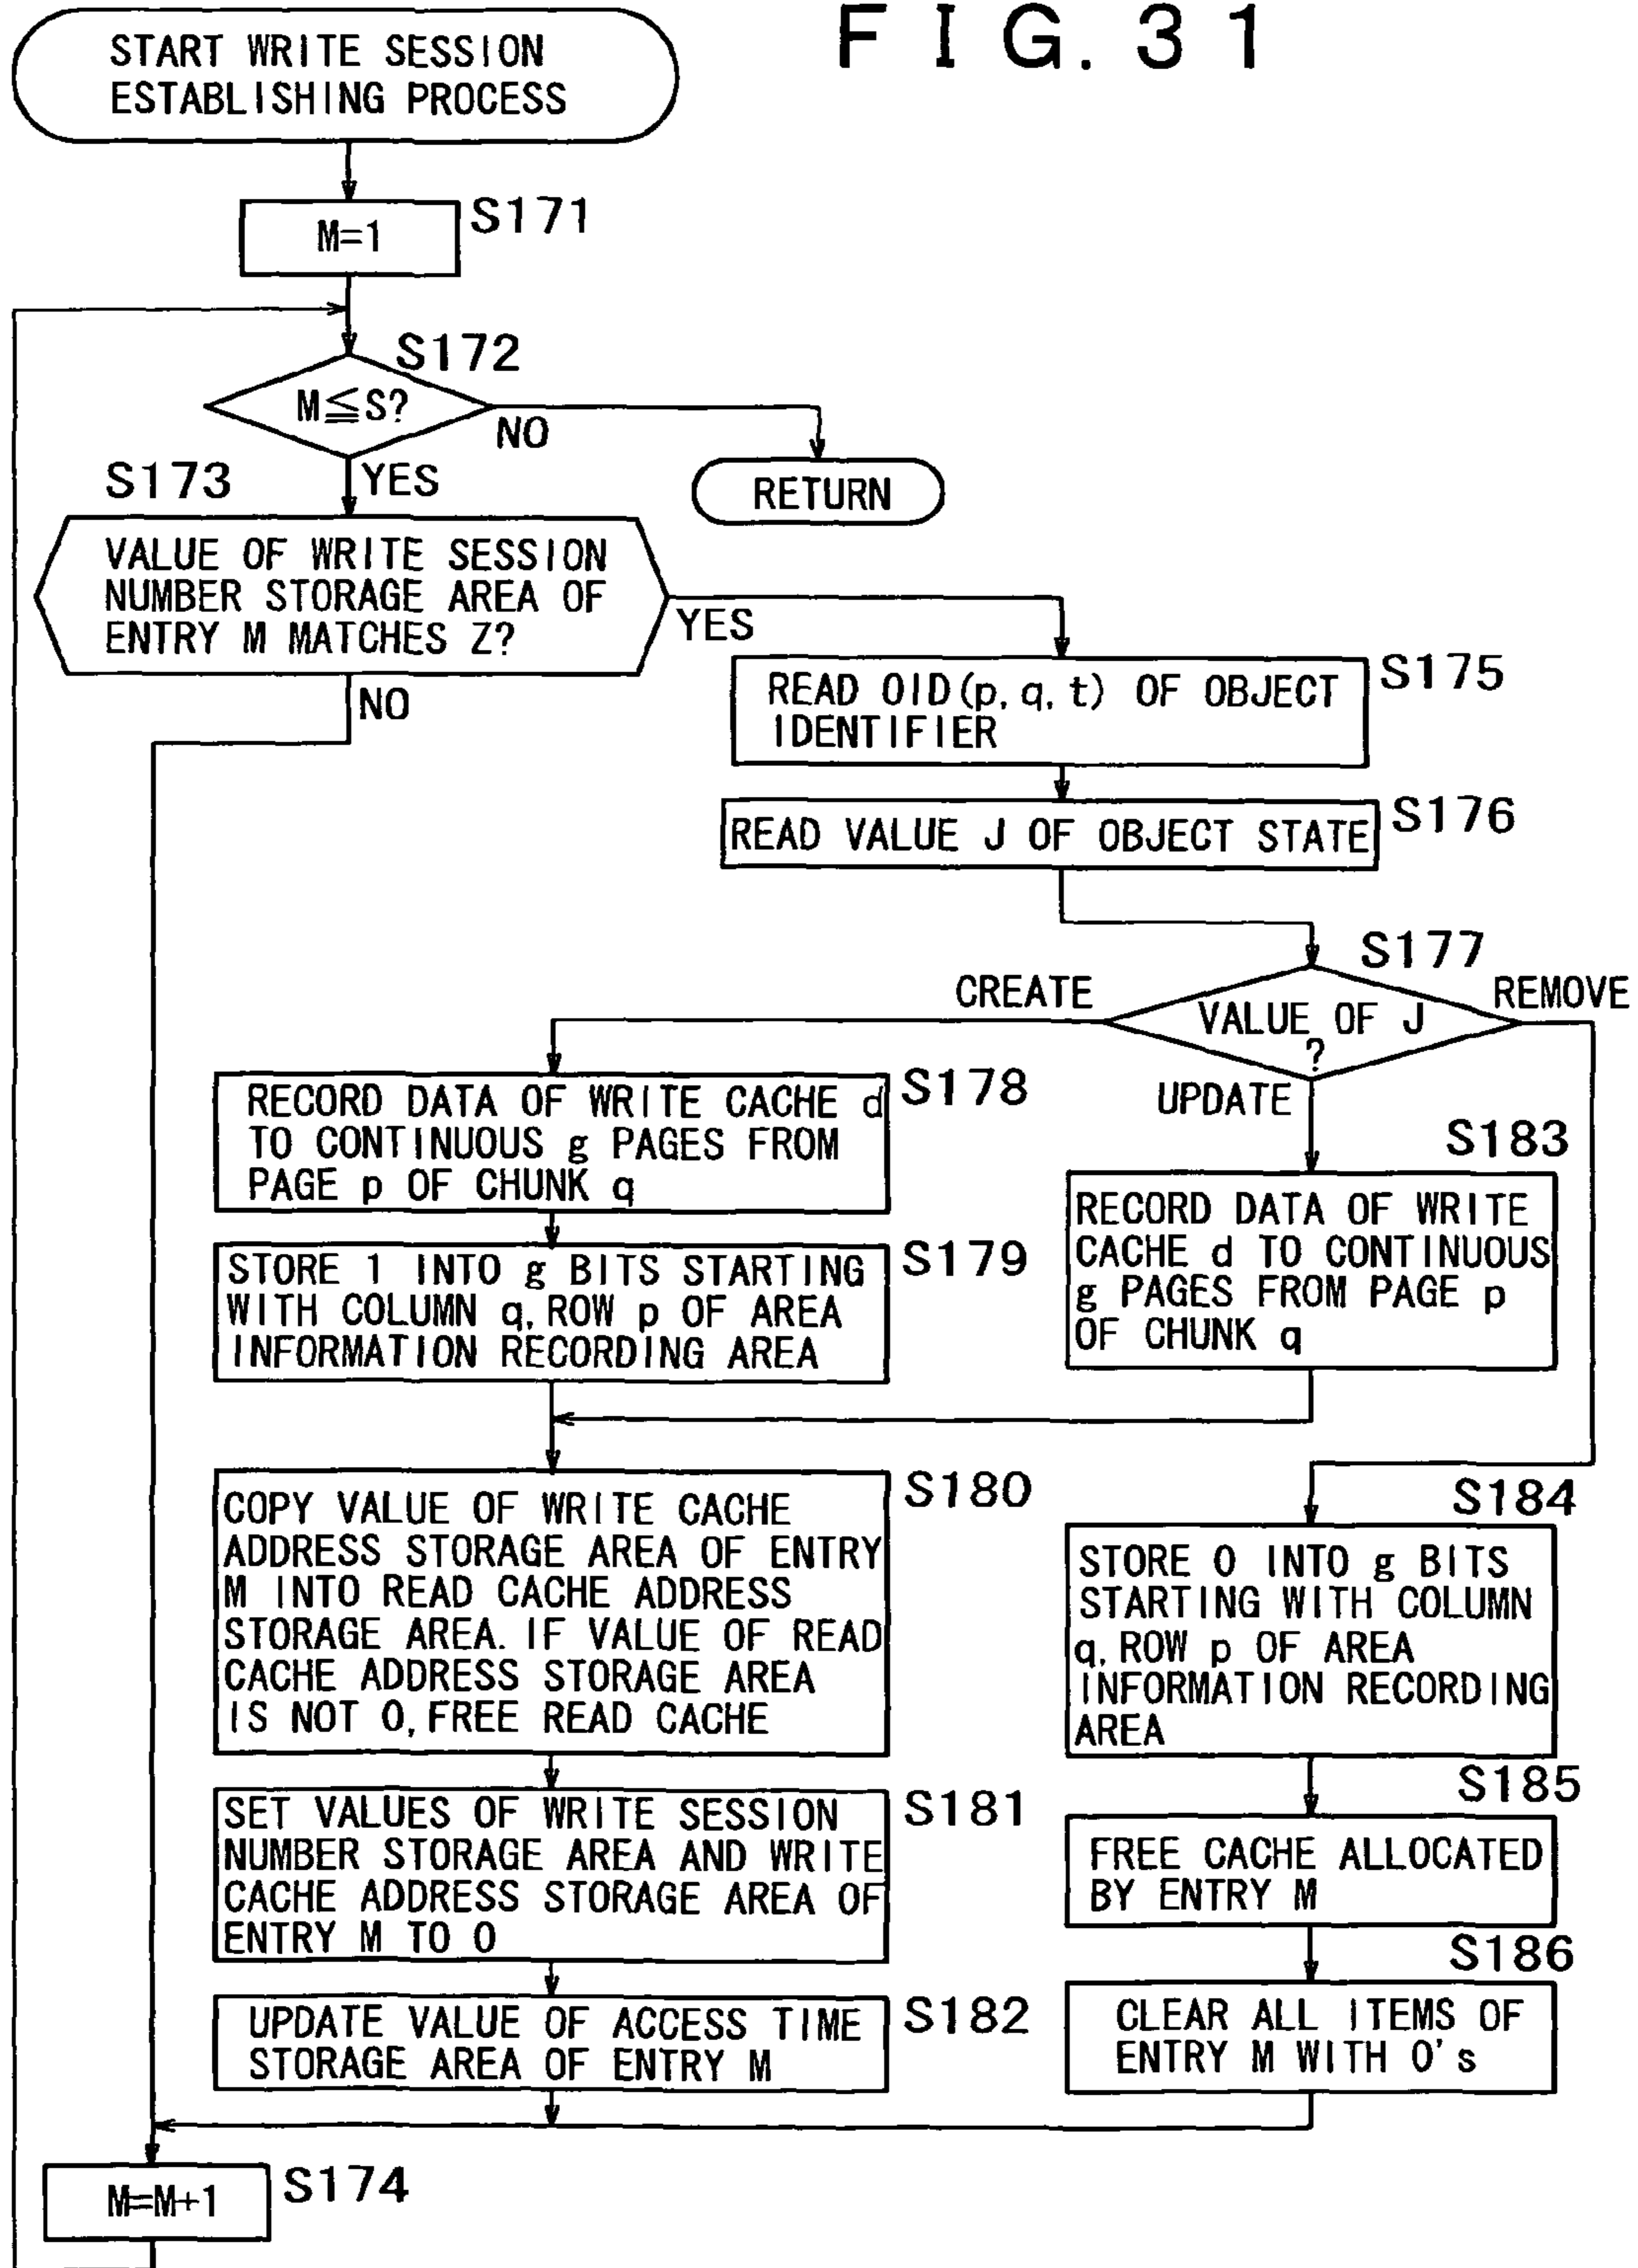 FIG. 31
START WRITE SESSION
ESTABLISHING PROCESS
M=1
S171
S172
M≦S?
NO
RETURN
YES
S173
VALUE OF WRITE SESSION
NUMBER STORAGE AREA OF
ENTRY M MATCHES Z?
YES
NO
READ OID(p, q, t) OF OBJECT
IDENTIFIER
S175
READ VALUE J OF OBJECT STATE
S176
S177
VALUE OF J
?
CREATE
REMOVE
UPDATE
RECORD DATA OF WRITE CACHE d
TO CONTINUOUS g PAGES FROM
PAGE p OF CHUNK q
S178
STORE 1 INTO g BITS STARTING
WITH COLUMN q, ROW p OF AREA
INFORMATION RECORDING AREA
S179
S183
RECORD DATA OF WRITE
CACHE d TO CONTINUOUS
g PAGES FROM PAGE p
OF CHUNK q
COPY VALUE OF WRITE CACHE
ADDRESS STORAGE AREA OF ENTRY
M INTO READ CACHE ADDRESS
STORAGE AREA. IF VALUE OF READ
CACHE ADDRESS STORAGE AREA
IS NOT 0, FREE READ CACHE
S180
SET VALUES OF WRITE SESSION
NUMBER STORAGE AREA AND WRITE
CACHE ADDRESS STORAGE AREA OF
ENTRY M TO 0
S181
UPDATE VALUE OF ACCESS TIME
STORAGE AREA OF ENTRY M
S182
S184
STORE 0 INTO g BITS
STARTING WITH COLUMN
q, ROW p OF AREA
INFORMATION RECORDING
AREA
S185
FREE CACHE ALLOCATED
BY ENTRY M
S186
CLEAR ALL ITEMS OF
ENTRY M WITH 0's
M=M+1
S174